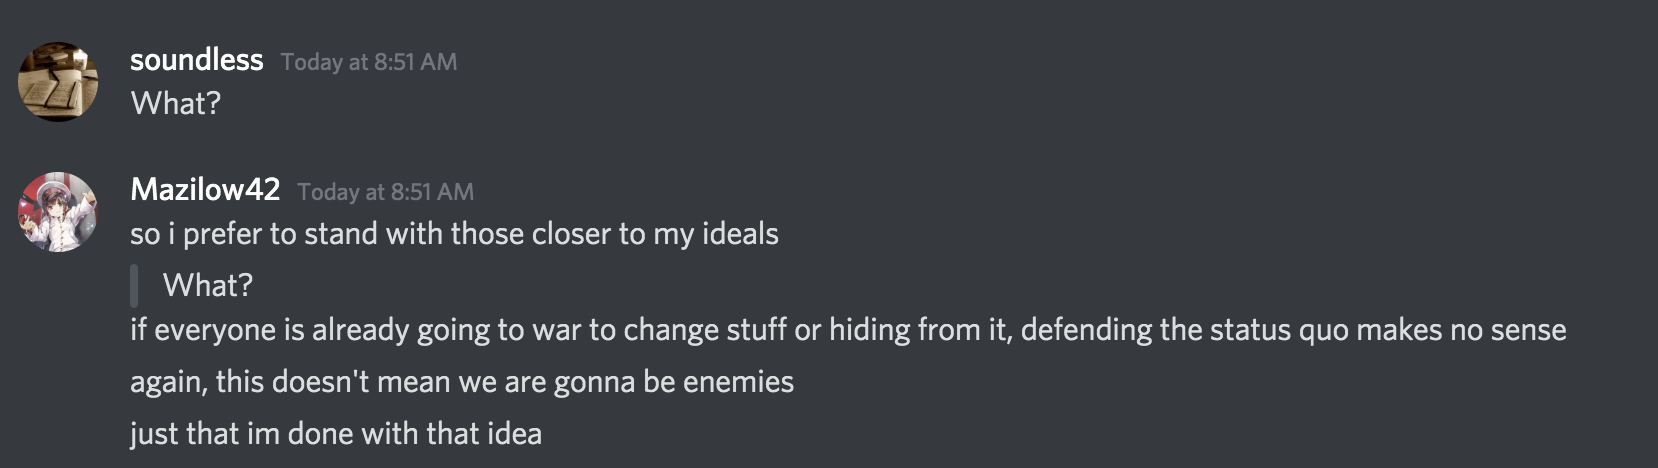 soundless Today at 8:51 AM
What?
Mazilow42 Today at 8:51 AM
so i prefer to stand with those closer to my ideals
What?
if everyone is already going to war to change stuff or hiding from it, defending the status quo makes no sense
again, this doesn't mean we are gonna be enemies
just that im done with that idea